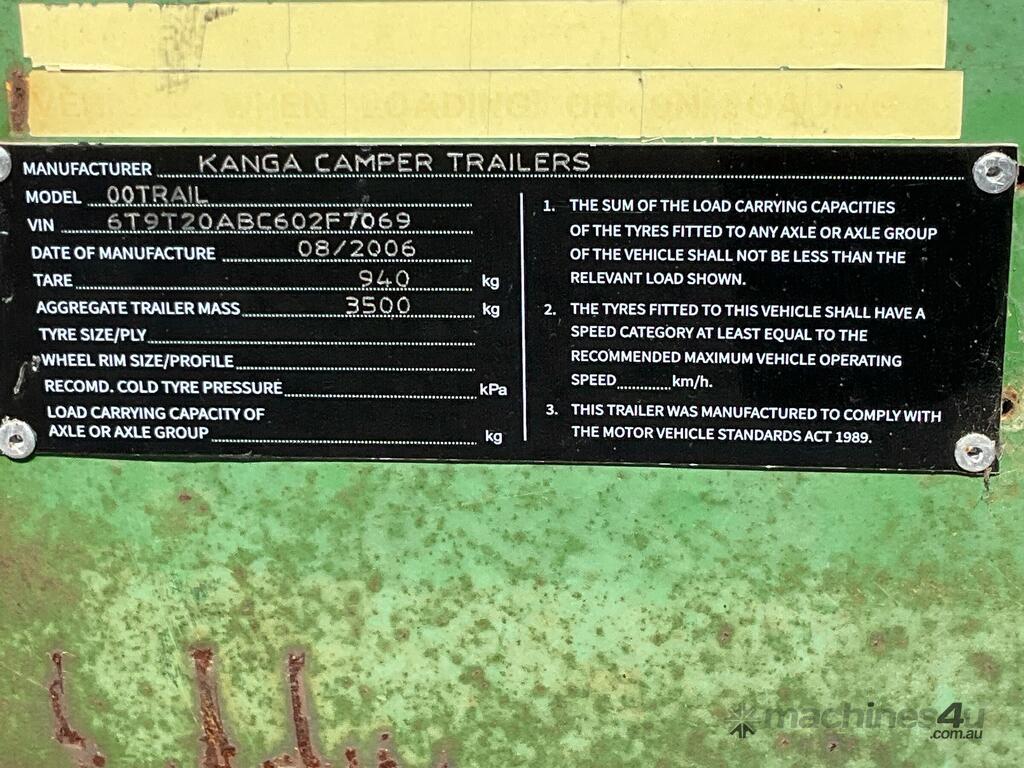 VEHICLE WHEN LOADING OR UNLOADING
MANUFACTURER KANGA CAMPER TRAILERS
MODEL 00TRAIL
VIN 6T9T20ABC602F7069
DATE OF MANUFACTURE 08/2006
TARE 940 kg
AGGREGATE TRAILER MASS 3500 kg
TYRE SIZE/PLY
WHEEL RIM SIZE/PROFILE
RECOMD. COLD TYRE PRESSURE kPa
LOAD CARRYING CAPACITY OF
AXLE OR AXLE GROUP kg
1. THE SUM OF THE LOAD CARRYING CAPACITIES
OF THE TYRES FITTED TO ANY AXLE OR AXLE GROUP
OF THE VEHICLE SHALL NOT BE LESS THAN THE
RELEVANT LOAD SHOWN.
2. THE TYRES FITTED TO THIS VEHICLE SHALL HAVE A
SPEED CATEGORY AT LEAST EQUAL TO THE
RECOMMENDED MAXIMUM VEHICLE OPERATING
SPEED km/h.
3. THIS TRAILER WAS MANUFACTURED TO COMPLY WITH
THE MOTOR VEHICLE STANDARDS ACT 1989.
machines4u
.com.au